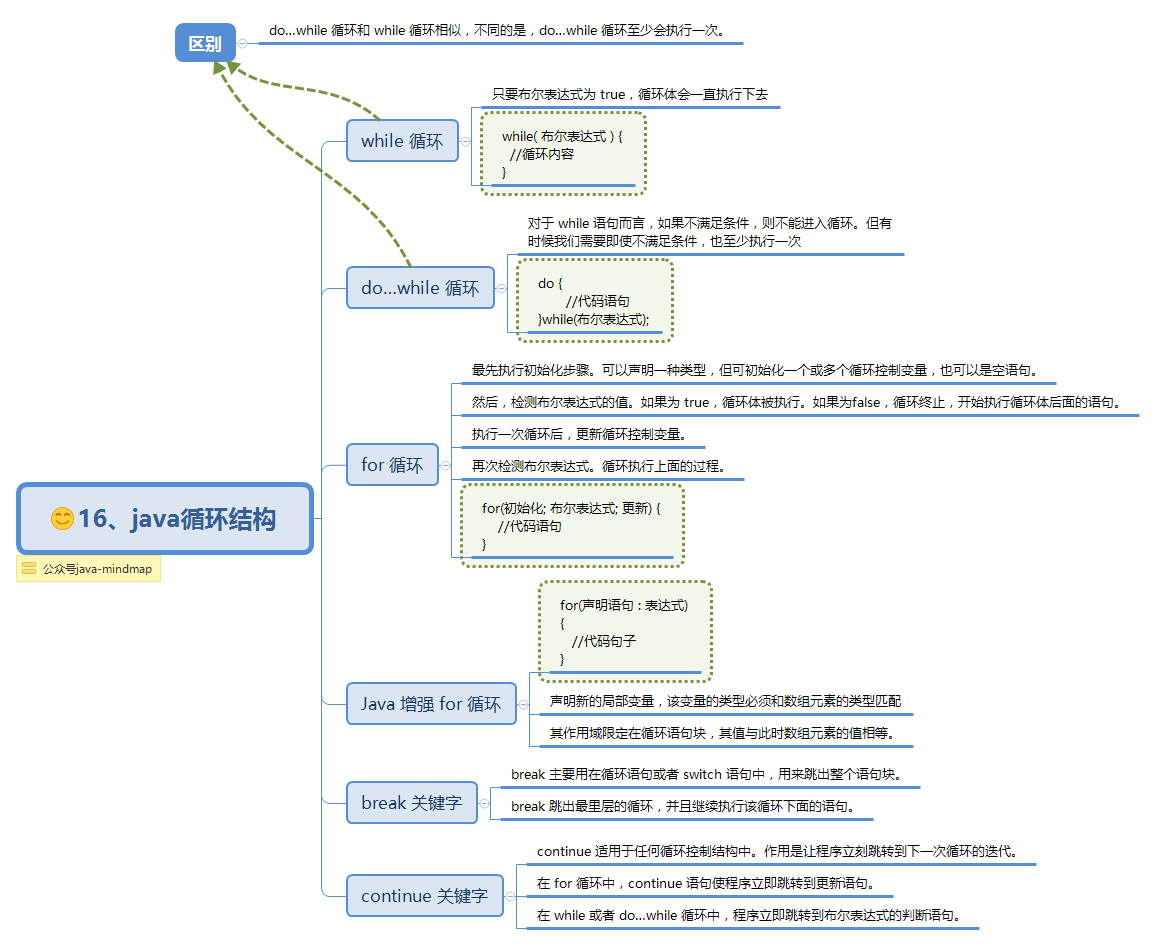 区别
do...while 循环和 while 循环相似，不同的是，do...while 循环至少会执行一次。
while 循环
只要布尔表达式为 true，循环体会一直执行下去
while( 布尔表达式 ) {
//循环内容
}
do...while 循环
对于 while 语句而言，如果不满足条件，则不能进入循环。但有
时候我们需要即使不满足条件，也至少执行一次
do {
//代码语句
}while(布尔表达式);
for 循环
最先执行初始化步骤。可以声明一种类型，但可初始化一个或多个循环控制变量，也可以是空语句。
然后，检测布尔表达式的值。如果为 true，循环体被执行。如果为false，循环终止，开始执行循环体后面的语句。
执行一次循环后，更新循环控制变量。
再次检测布尔表达式。循环执行上面的过程。
for(初始化; 布尔表达式; 更新) {
//代码语句
}
16、java循环结构
公众号java-mindmap
Java 增强 for 循环
for(声明语句 : 表达式)
{
//代码句子
}
声明新的局部变量，该变量的类型必须和数组元素的类型匹配
其作用域限定在循环语句块，其值与此时数组元素的值相等。
break 关键字
break 主要用在循环语句或者 switch 语句中，用来跳出整个语句块。
break 跳出最里层的循环，并且继续执行该循环下面的语句。
continue 关键字
continue 适用于任何循环控制结构中。作用是让程序立刻跳转到下一次循环的迭代。
在 for 循环中，continue 语句使程序立即跳转到更新语句。
在 while 或者 do...while 循环中，程序立即跳转到布尔表达式的判断语句。